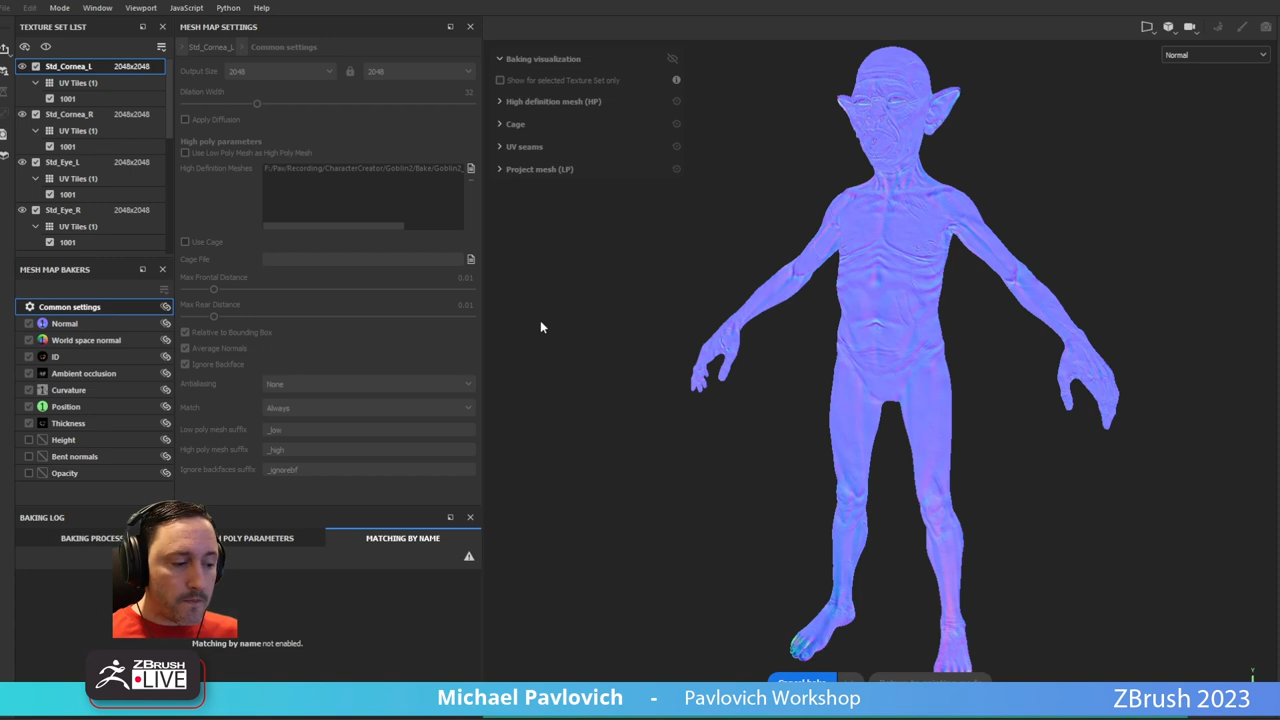 Edit Mode Window Viewport JavaScript Python Help
TEXTURE SET LIST
Std_Cornea_L 2048x2048
UV Tiles (1)
1001
Std_Cornea_R 2048x2048
UV Tiles (1)
1001
Std_Eye_L 2048x2048
UV Tiles (1)
1001
Std_Eye_R 2048x2048
UV Tiles (1)
1001
MESH MAP BAKERS
Common settings
Normal
World space normal
ID
Ambient occlusion
Curvature
Position
Thickness
Height
Bent normals
Opacity
MESH MAP SETTINGS
Std_Cornea_L > Common settings
Output Size 2048 2048
Dilation Width 32
Apply Diffusion
High poly parameters
Use Low Poly Mesh as High Poly Mesh
High Definition Meshes P:/Pav/Recording/CharacterCreator/Goblin2/Bake/Goblin2_
Use Cage
Cage File
Max Frontal Distance 0.01
Max Rear Distance 0.01
Relative to Bounding Box
Average Normals
Ignore Backface
Antialiasing None
Match Always
Low poly mesh suffix _low
High poly mesh suffix _high
Ignore backfaces suffix _ignorebf
BAKING LOG
BAKING POLY PARAMETERS MATCHING BY NAME
Matching by name not enabled.
Baking visualization
Show for selected Texture Set only
High definition mesh (HP)
Cage
UV seams
Project mesh (LP)
Normal
ZBRUSH
LIVE
Michael Pavlovich - Pavlovich Workshop ZBrush 2023